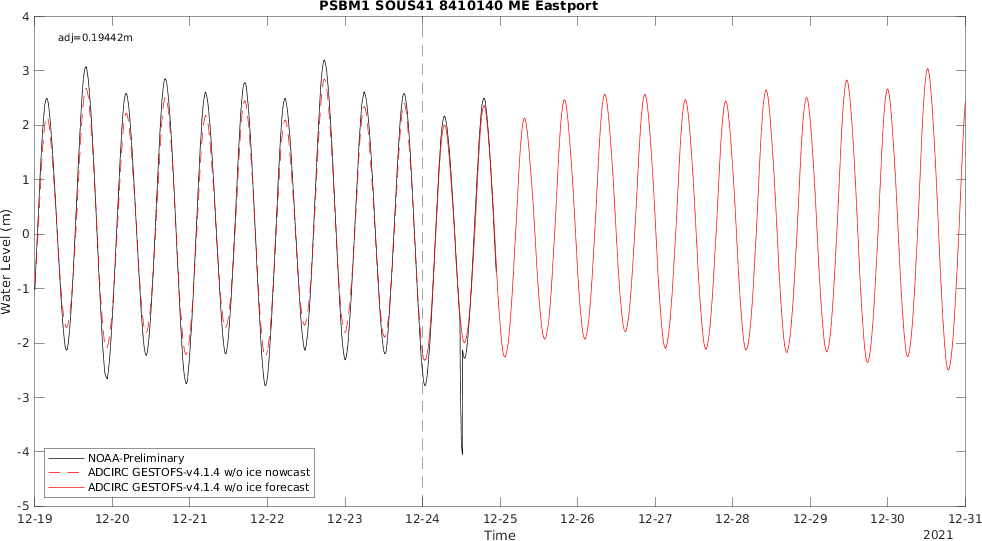 PSBM1 SOUS41 8410140 ME Eastport
adj=0.19442m
4
3
2
1
0
-1
-2
-3
-4
-5
Water Level (m)
NOAA-Preliminary
ADCIRC GESTOFS-v4.1.4 w/o ice nowcast
ADCIRC GESTOFS-v4.1.4 w/o ice forecast
12-19 12-20 12-21 12-22 12-23 12-24 12-25 12-26 12-27 12-28 12-29 12-30 12-31
Time
2021